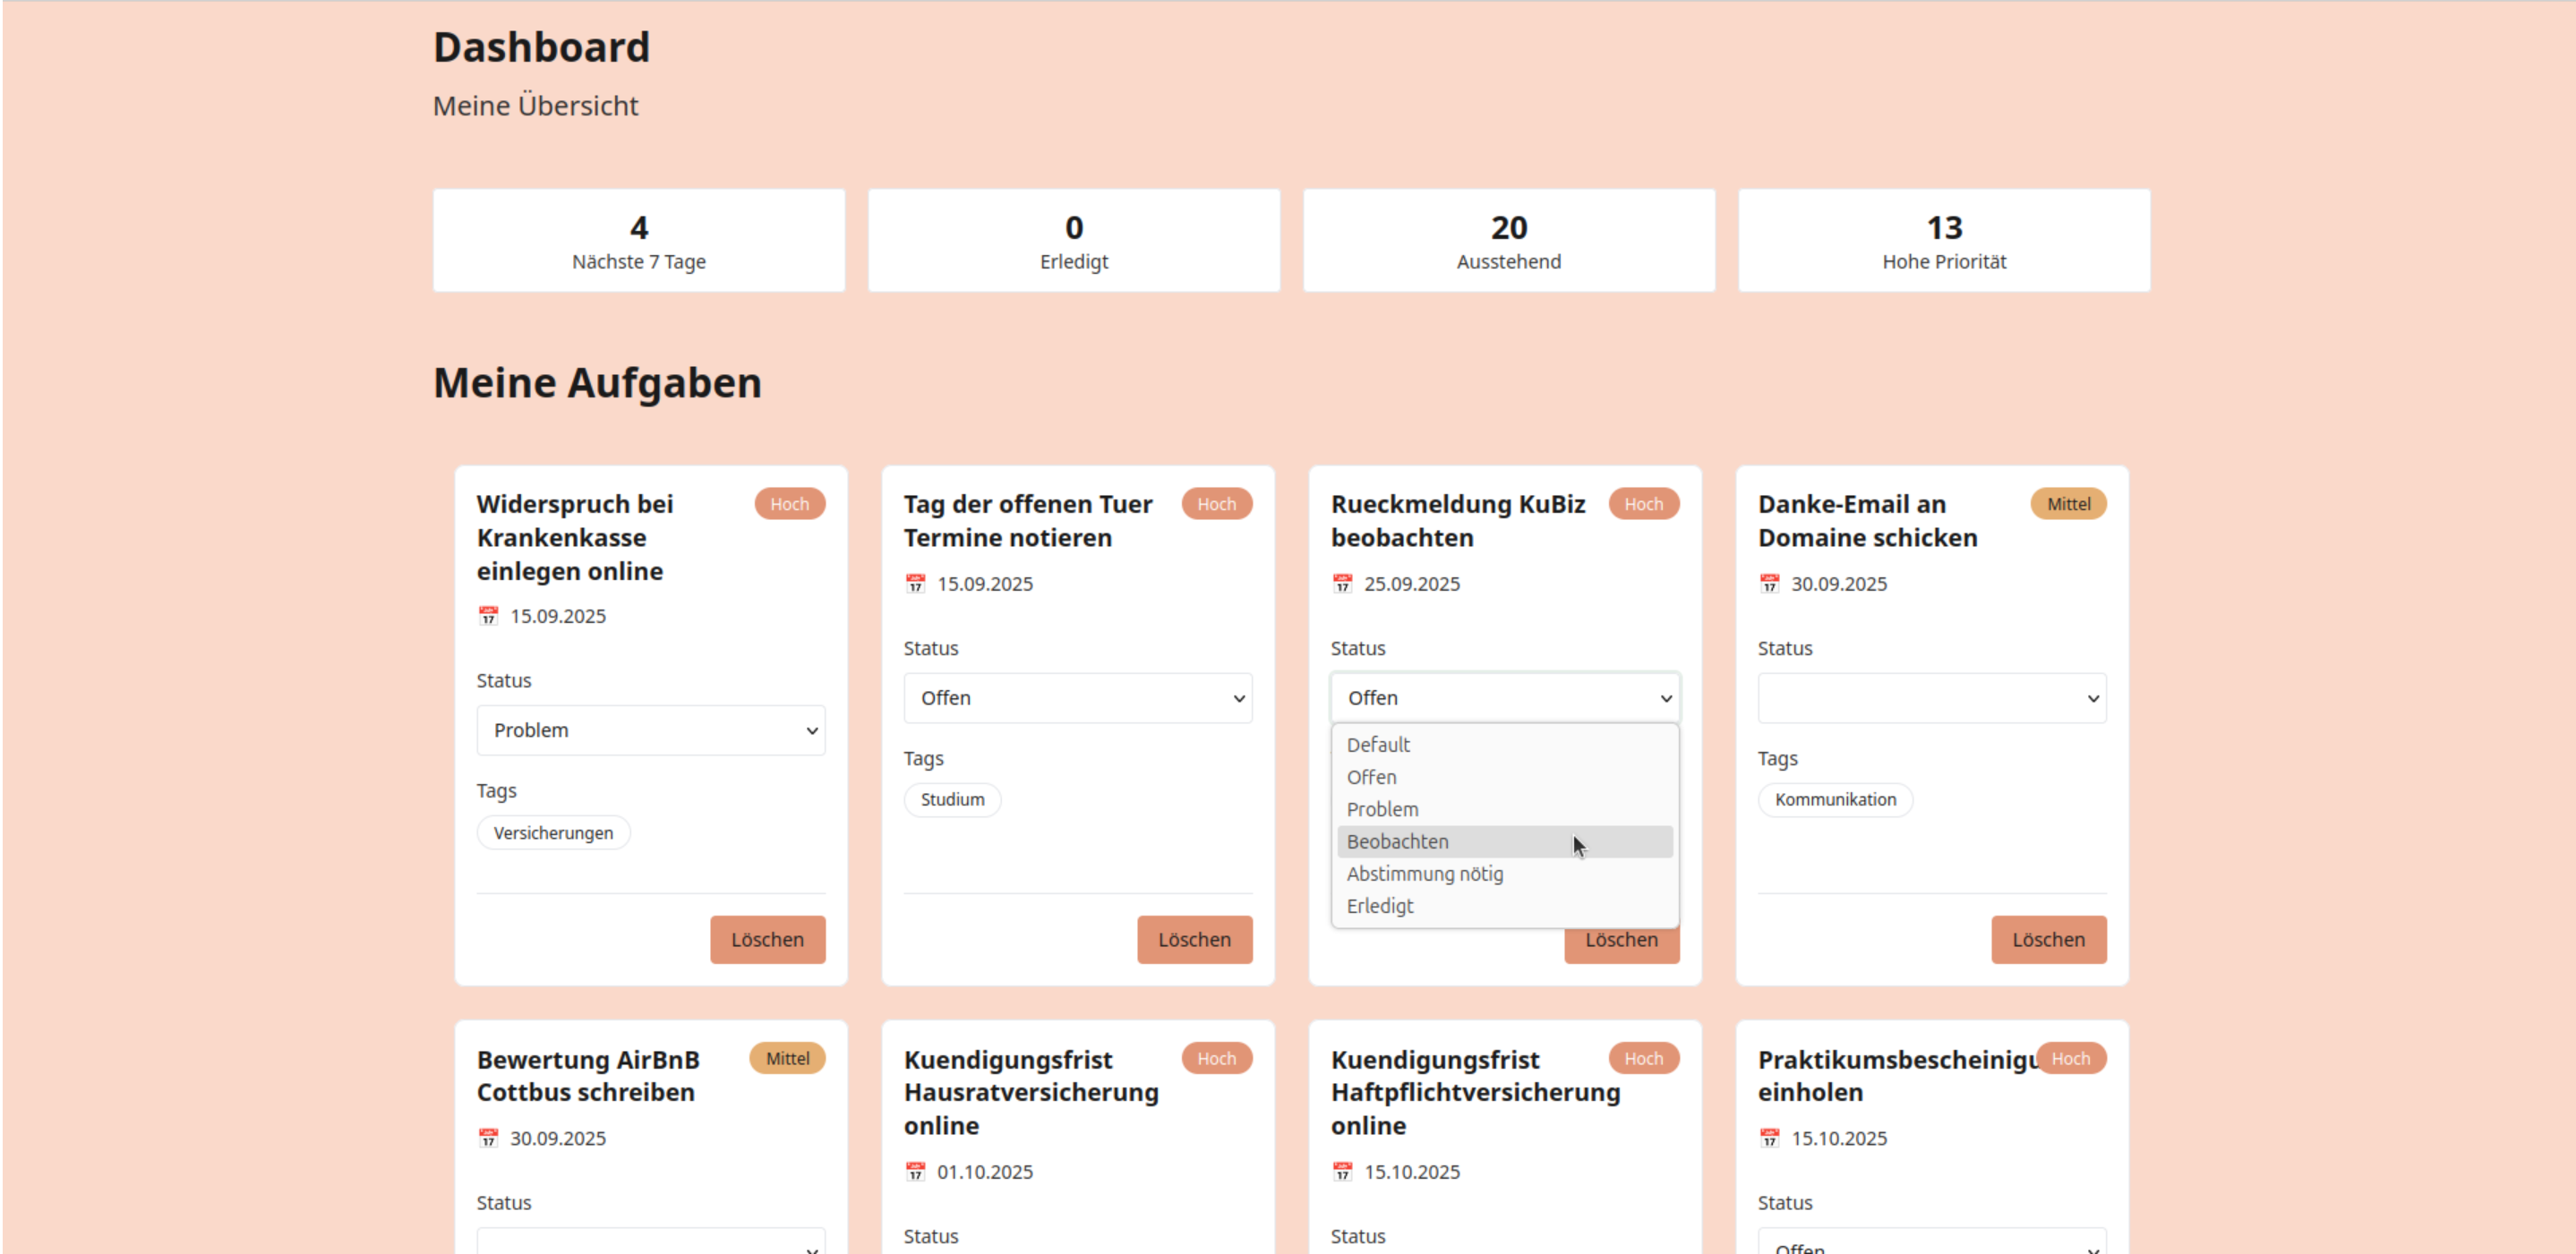 Dashboard
Meine Übersicht
4
Nächste 7 Tage
0
Erledigt
20
Ausstehend
13
Hohe Priorität
Meine Aufgaben
Widerspruch bei
Krankenkasse
einlegen online
Hoch
15.09.2025
Status
Problem
Tags
Versicherungen
Löschen
Tag der offenen Tuer
Termine notieren
Hoch
15.09.2025
Status
Offen
Tags
Studium
Löschen
Rueckmeldung KuBiz
beobachten
Hoch
25.09.2025
Status
Offen
Default
Offen
Problem
Beobachten
Abstimmung nötig
Erledigt
Löschen
Danke-Email an
Domaine schicken
Mittel
30.09.2025
Status
Tags
Kommunikation
Löschen
Bewertung AirBnB
Cottbus schreiben
Mittel
30.09.2025
Status
Kuendigungsfrist
Hausratversicherung
online
Hoch
01.10.2025
Status
Kuendigungsfrist
Haftpflichtversicherung
online
Hoch
15.10.2025
Status
Praktikumsbescheinigu
einholen
Hoch
15.10.2025
Status
Offen